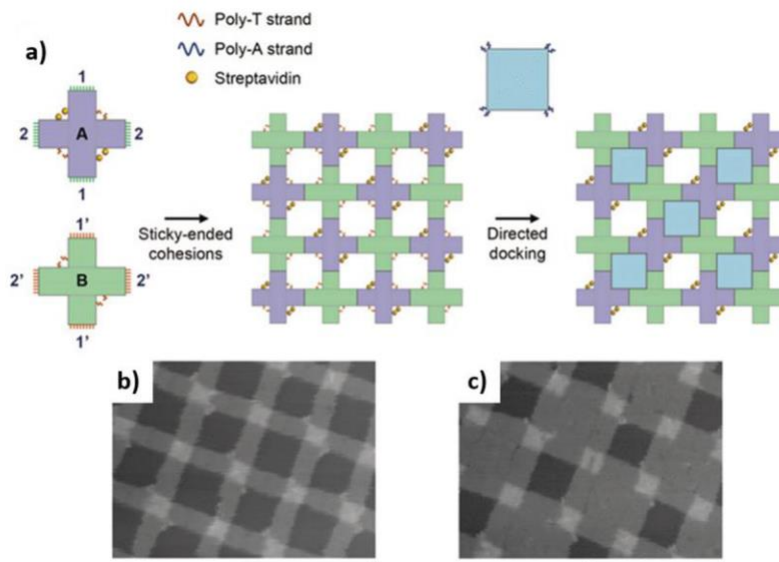 Poly-T strand
a)
Poly-A strand
Streptavidin
1
2 A 2
1
1'
2' B 2'
1'
Sticky-ended
cohesions
Directed
docking
b)
c)